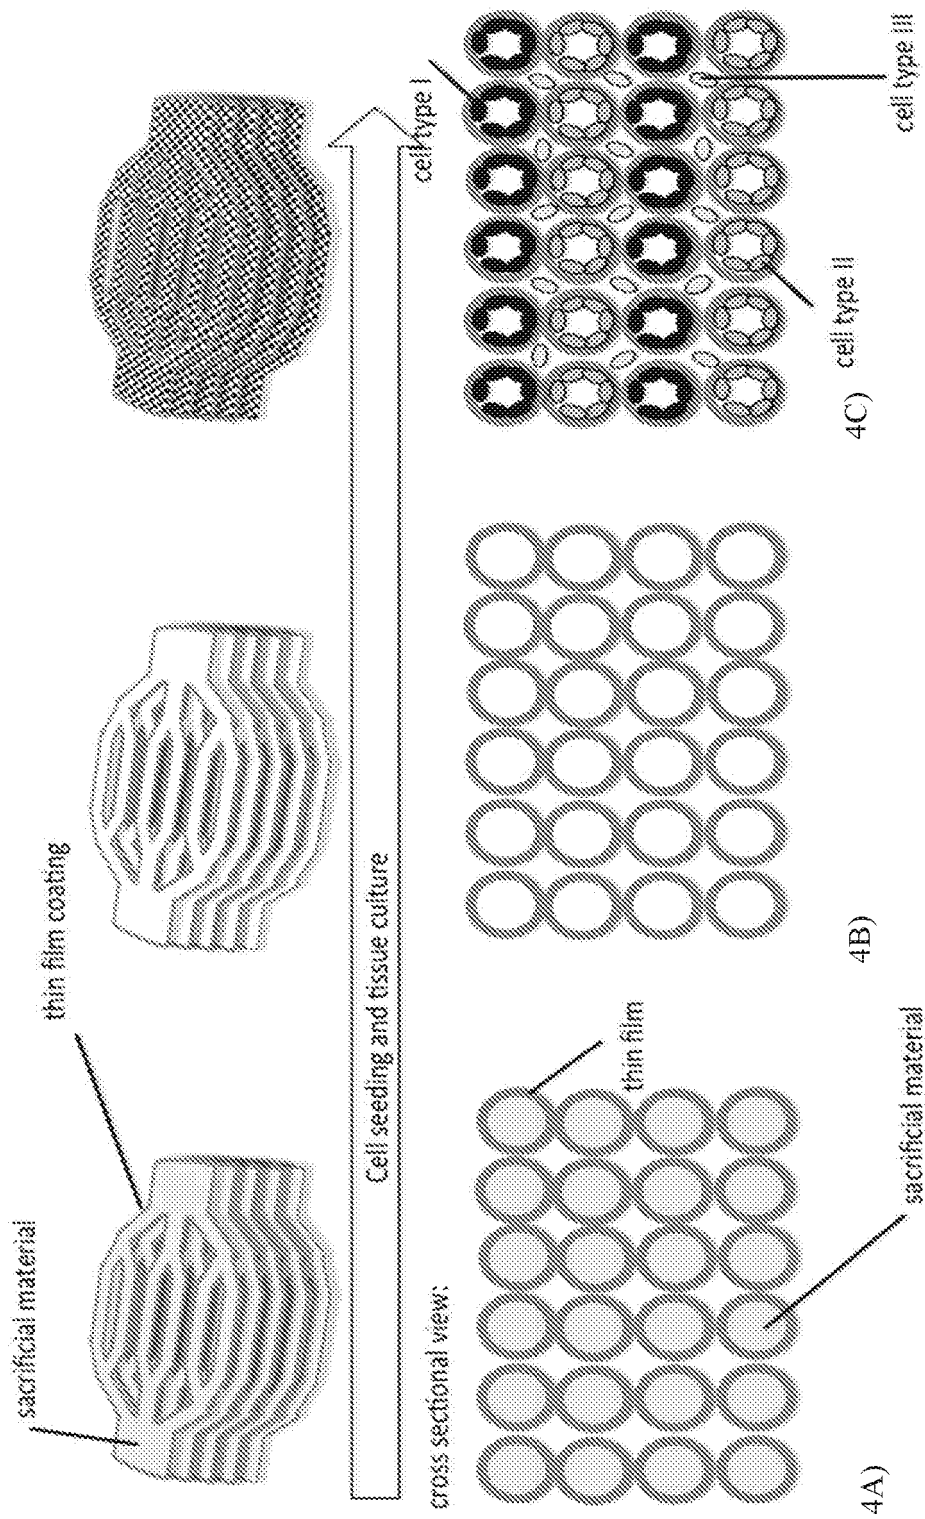 sacrificial material
thin film coating
Cell seeding and tissue culture
cross sectional view:
thin film
sacrificial material
cell type I
cell type II
cell type III
4A)
4B)
4C)